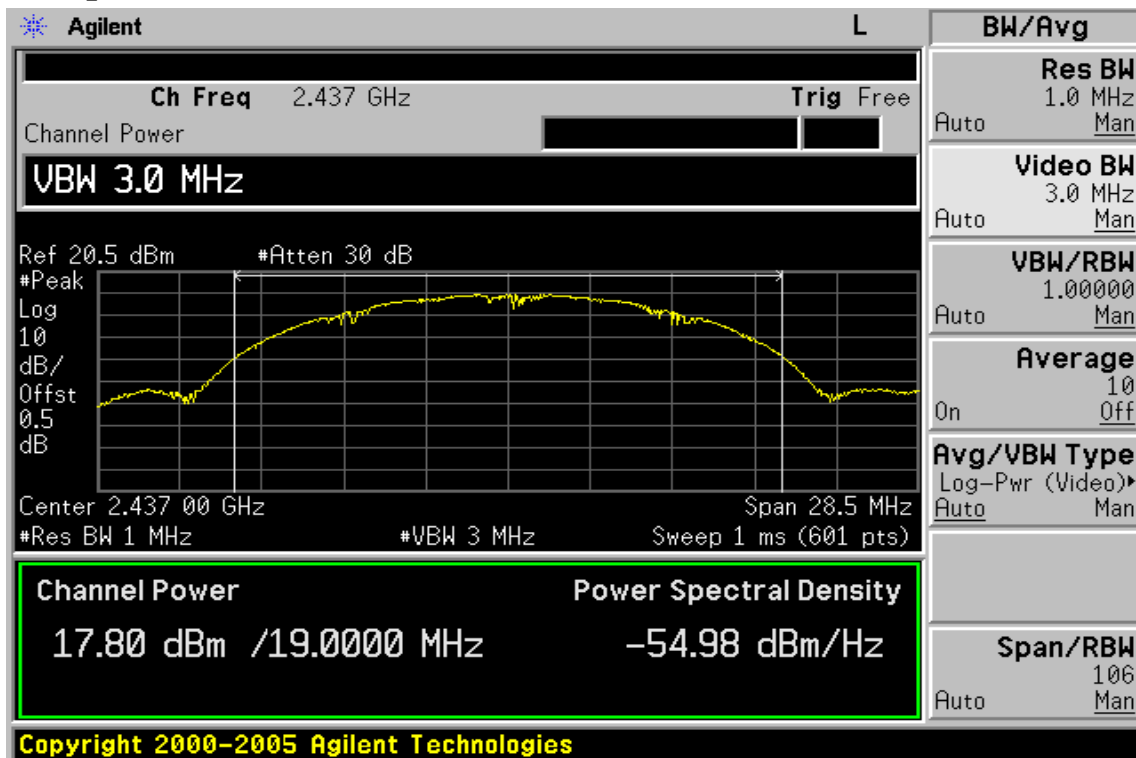 Agilent L
BW/Avg
Ch Freq 2.437 GHz Trig Free
Channel Power
VBW 3.0 MHz
Ref 20.5 dBm #Atten 30 dB
#Peak
Log
10
dB/
Offst
0.5
dB
Center 2.437 00 GHz Span 28.5 MHz
#Res BW 1 MHz #VBW 3 MHz Sweep 1 ms (601 pts)
Channel Power Power Spectral Density
17.80 dBm /19.0000 MHz -54.98 dBm/Hz
Res BW
1.0 MHz
Auto Man
Video BW
3.0 MHz
Auto Man
VBW/RBW
1.00000
Auto Man
Average
10
On Off
Avg/VBW Type
Log-Pwr (Video)▸
Auto Man
Span/RBW
106
Auto Man
Copyright 2000-2005 Agilent Technologies